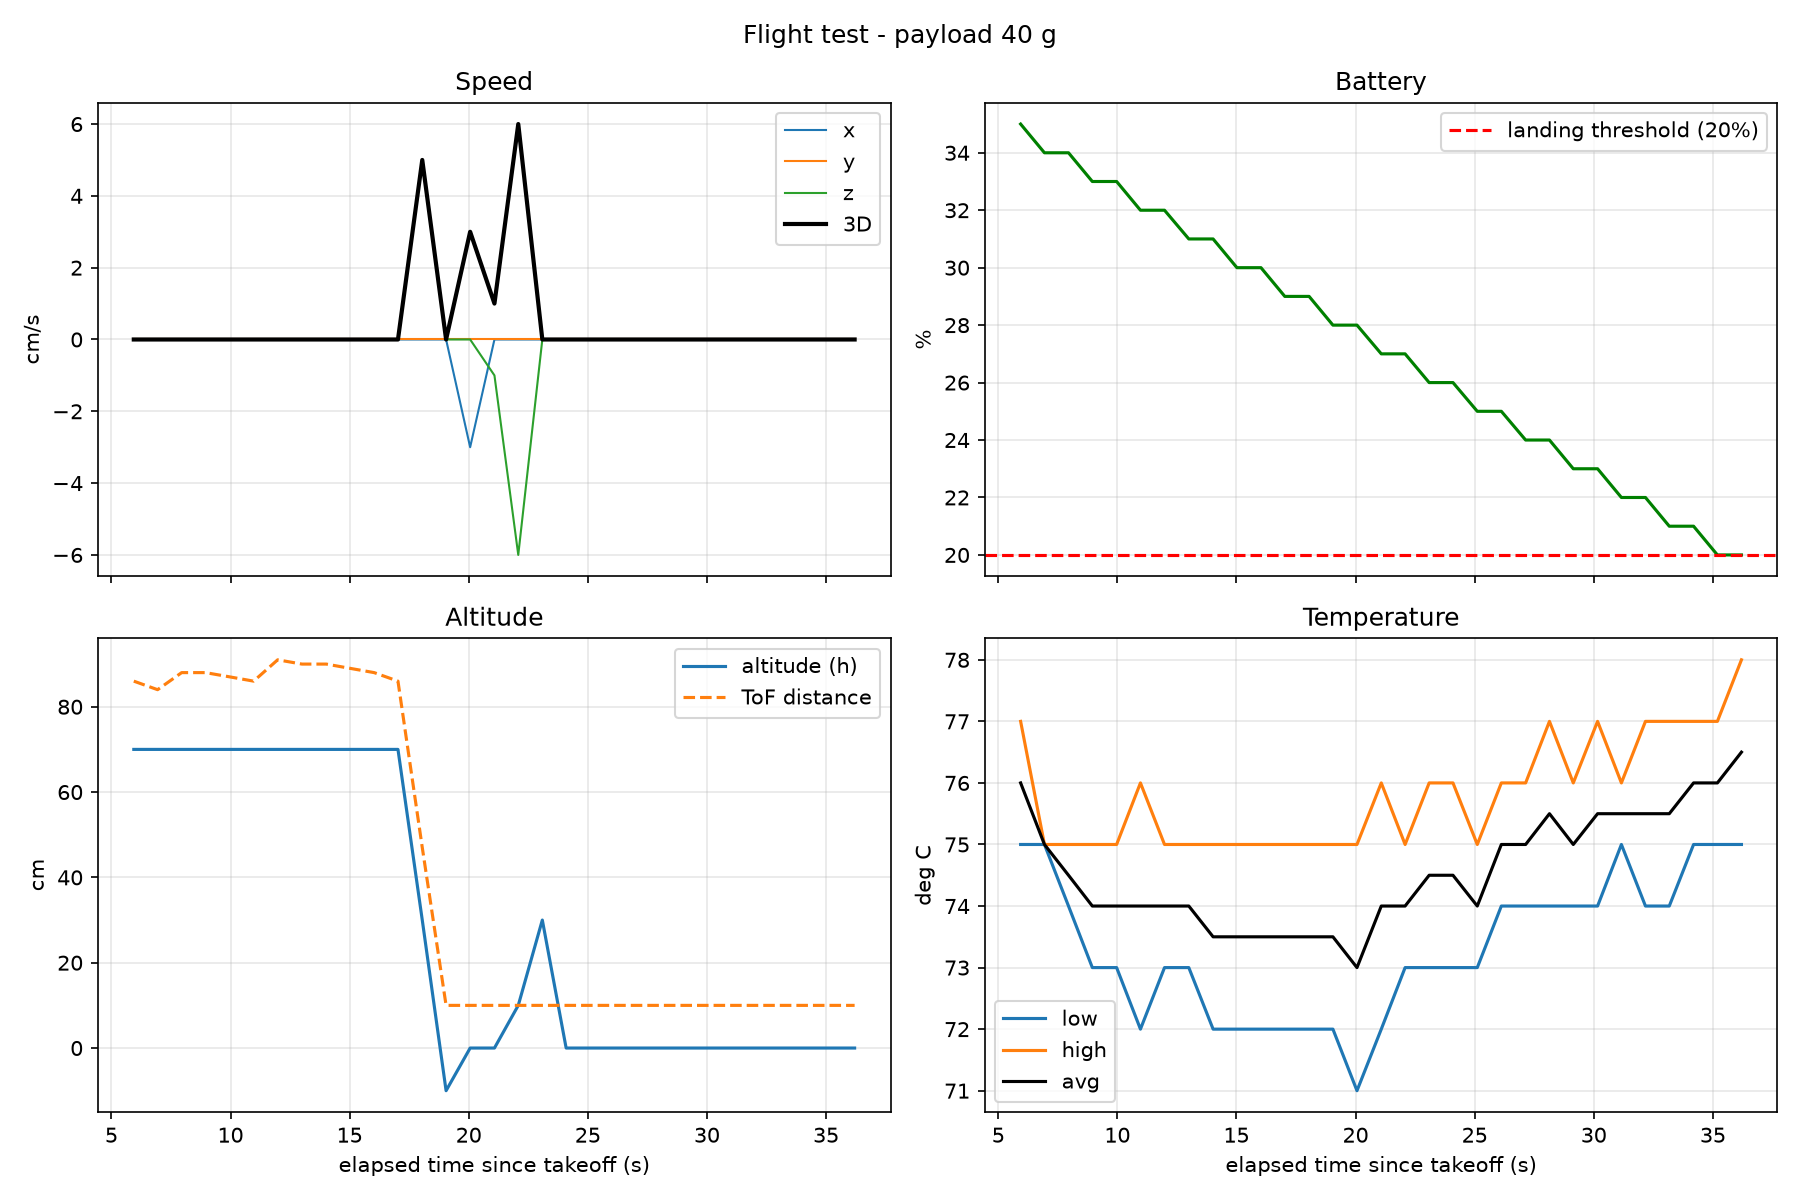 Flight test - payload 40 g
Speed
6
4
2
0
−2
−4
−6
cm/s
x
y
z
3D
Battery
34
32
30
28
26
24
22
20
%
landing threshold (20%)
Altitude
80
60
40
20
0
cm
altitude (h)
ToF distance
5 10 15 20 25 30 35
elapsed time since takeoff (s)
Temperature
78
77
76
75
74
73
72
71
deg C
low
high
avg
5 10 15 20 25 30 35
elapsed time since takeoff (s)